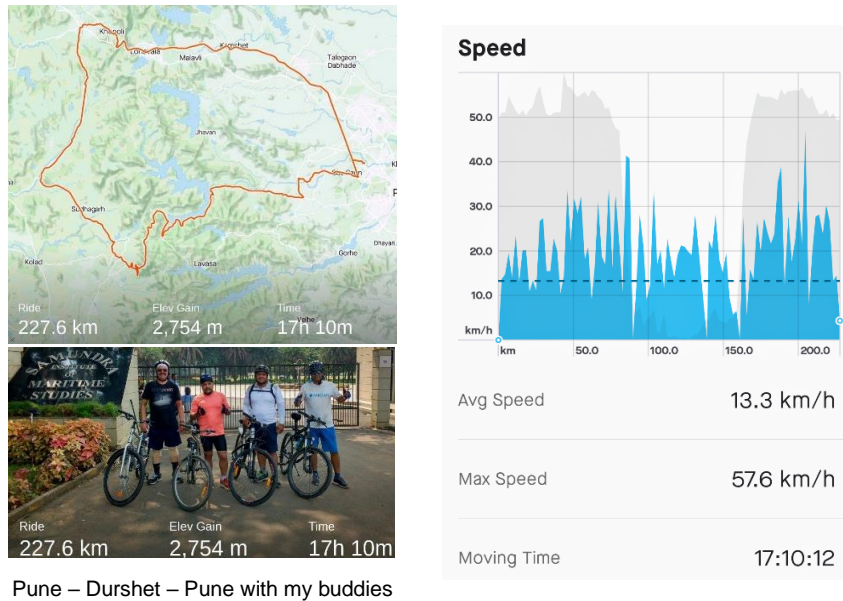 Khopoli
Lonavala
Kamshet
Malavli
Talegaon
Dabhade
Jhavan
Sudhagarh
Kolad
Lavasa
Gorhe
Dhayari
Ride
Elev Gain
Time
227.6 km
2,754 m
17h 10m
SAMUNDRA
INSTITUTE
OF
MARITIME
STUDIES
Ride
Elev Gain
Time
227.6 km
2,754 m
17h 10m
Pune – Durshet – Pune with my buddies
Speed
50.0
40.0
30.0
20.0
10.0
km/h
km
50.0
100.0
150.0
200.0
Avg Speed
13.3 km/h
Max Speed
57.6 km/h
Moving Time
17:10:12